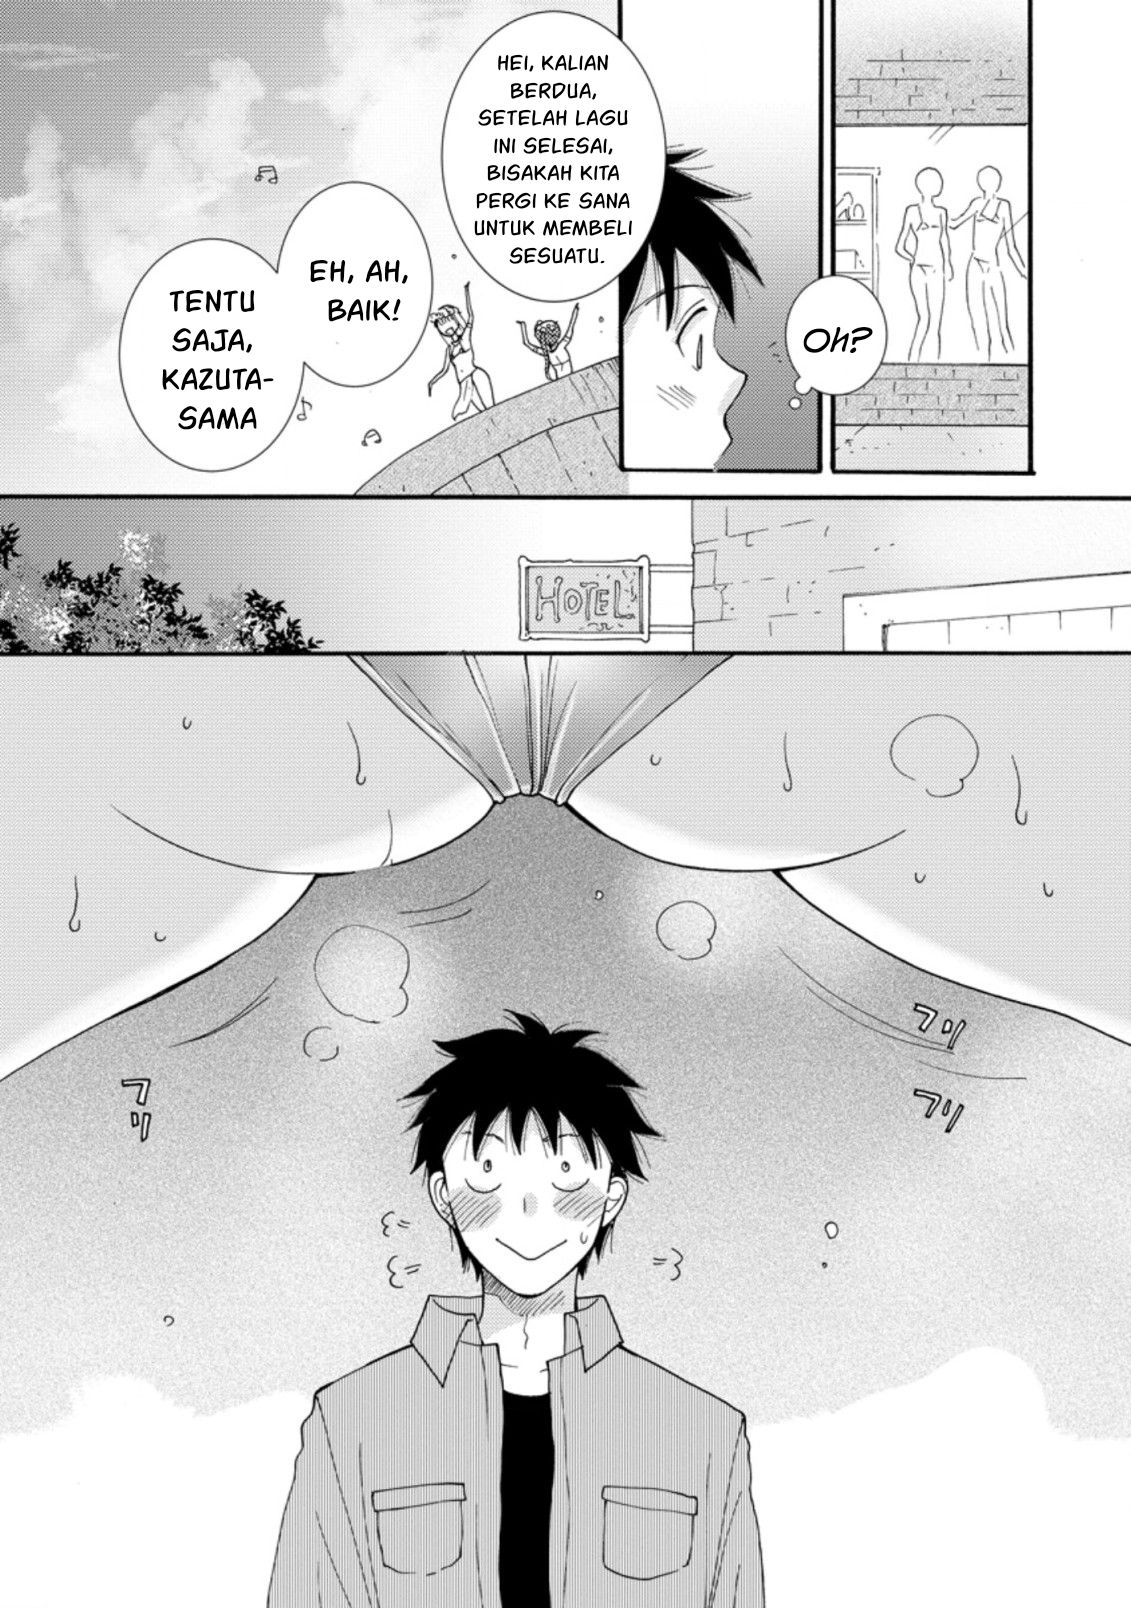 Oh?
HEI, KALIAN
BERDUA,
SETELAH LAGU
INI SELESAI,
BISAKAH KITA
PERGI KE SANA
UNTUK MEMBELI
SESUATU.
EH, AH,
BAIK!
TENTU
SAJA,
KAZUTA-
SAMA
HOTEL
フリ
フリ
フリ